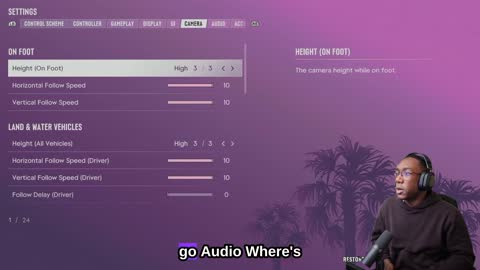 SETTINGS
CONTROL SCHEME CONTROLLER GAMEPLAY DISPLAY UI CAMERA AUDIO
ON FOOT
Height (On Foot) High 3 / 3
Horizontal Follow Speed 10
Vertical Follow Speed 10
LAND & WATER VEHICLES
Height (All Vehicles) High 3 / 3
Horizontal Follow Speed (Driver) 10
Vertical Follow Speed (Driver) 10
Follow Delay (Driver) 0
1 / 24
HEIGHT (ON FOOT)
The camera height while on foot.
go Audio Where's